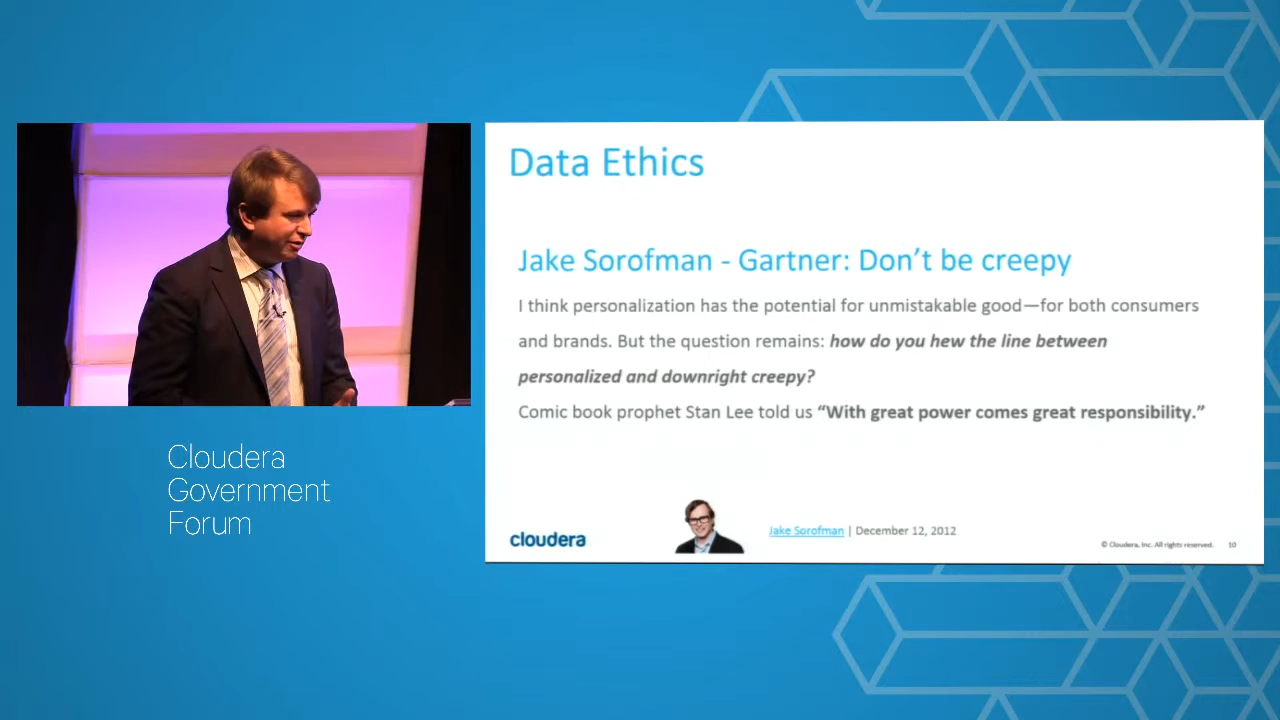 Data Ethics
Jake Sorofman - Gartner: Don't be creepy
I think personalization has the potential for unmistakable good—for both consumers
and brands. But the question remains: how do you hew the line between
personalized and downright creepy?
Comic book prophet Stan Lee told us “With great power comes great responsibility.”
cloudera
Jake Sorofman | December 12, 2012
© Cloudera, Inc. All rights reserved.
10
Cloudera
Government
Forum